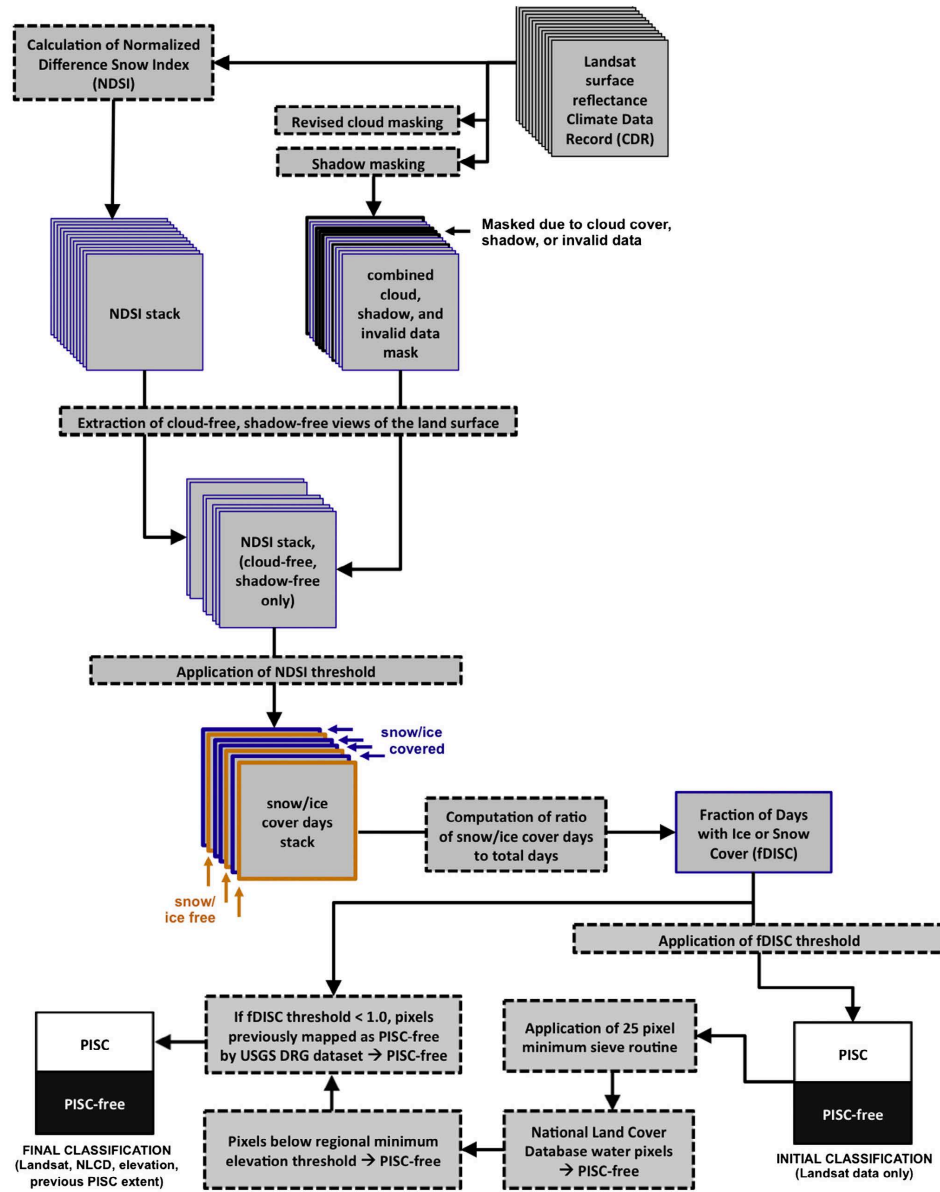 Calculation of Normalized
Difference Snow Index
(NDSI)
Landsat
surface
reflectance
Climate Data
Record (CDR)
Revised cloud masking
Shadow masking
Masked due to cloud cover,
shadow, or invalid data
NDSI stack
combined
cloud,
shadow, and
invalid data
mask
Extraction of cloud-free, shadow-free views of the land surface
NDSI stack,
(cloud-free,
shadow-free
only)
Application of NDSI threshold
snow/ice
covered
snow/ice
cover days
stack
snow/
ice free
Computation of ratio
of snow/ice cover days
to total days
Fraction of Days
with Ice or Snow
Cover (fDISC)
Application of fDISC threshold
If fDISC threshold < 1.0, pixels
previously mapped as PISC-free
by USGS DRG dataset → PISC-free
Application of 25 pixel
minimum sieve routine
PISC
PISC-free
INITIAL CLASSIFICATION
(Landsat data only)
National Land Cover
Database water pixels
→ PISC-free
Pixels below regional minimum
elevation threshold → PISC-free
PISC
PISC-free
FINAL CLASSIFICATION
(Landsat, NLCD, elevation,
previous PISC extent)